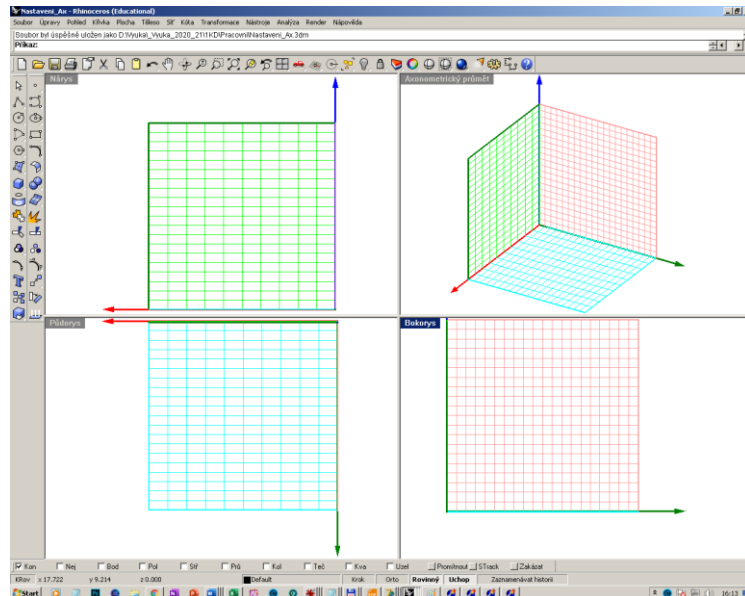 Nastaveni_Ax - Rhinoceros (Educational)
Soubor Úpravy Pohled Křivka Plocha Těleso Síť Kóta Transformace Nástroje Analýza Render Nápověda
Soubor byl úspěšně uložen jako D:\Vyuka\_Vyuka_2020_21\1KD\Pracovni\Nastaveni_Ax.3dm
Příkaz:
Nárys
Axonometrický průmět
Půdorys
Bokorys
Kon Nej Bod Pol Stř Prů Kol Teč Kva Uzel Promítnout STrack Zakázat
KRov x 17.722 y 9.214 z 0.000 Default Krok Orto Rovinný Uchop Zaznamenávat historii
Start 16:13